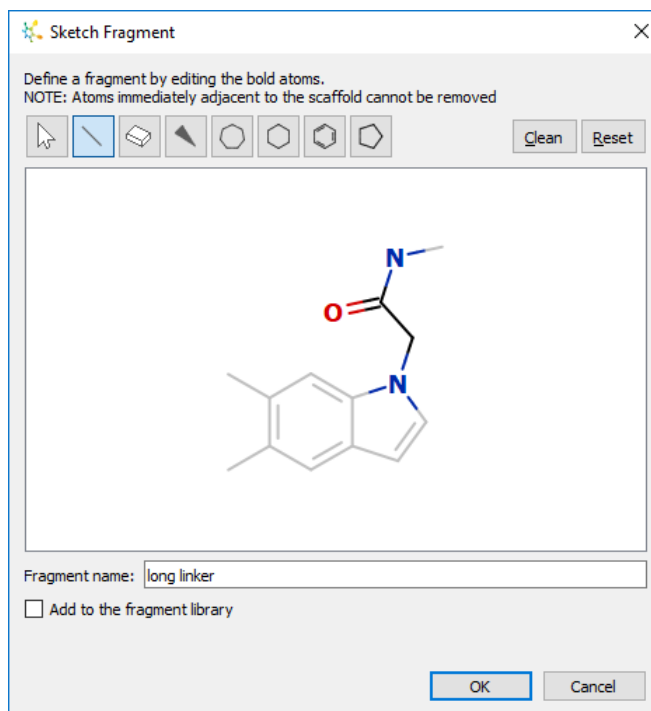 Sketch Fragment
Define a fragment by editing the bold atoms.
NOTE: Atoms immediately adjacent to the scaffold cannot be removed
Clean Reset
N
O
N
Fragment name: long linker
Add to the fragment library
OK Cancel